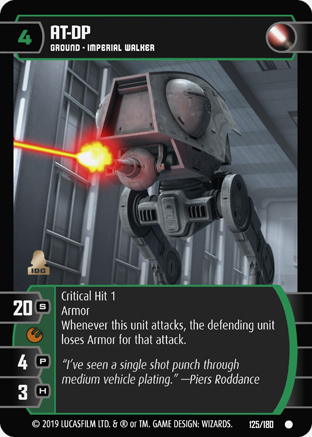 4
AT-DP
GROUND - IMPERIAL WALKER
IDC
20 S
Critical Hit 1
Armor
Whenever this unit attacks, the defending unit
loses Armor for that attack.
4 P
“I’ve seen a single shot punch through
medium vehicle plating.” —Piers Roddance
3 H
© 2019 LUCASFILM LTD. & ® or TM. GAME DESIGN: WIZARDS.
125/180